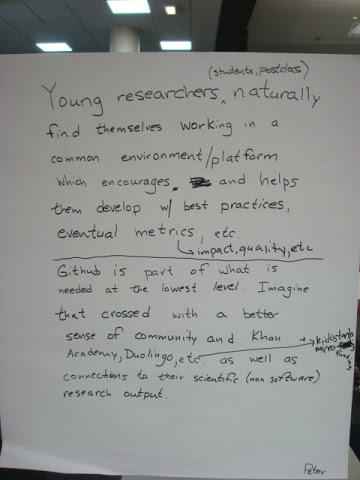 (students, postdocs)
Young researchers ^ naturally
find themselves working in a
common environment/platform
which encourages and helps
them develop w/ best practices,
eventual metrics, etc.
↳ impact, quality, etc
Github is part of what is
needed at the lowest level. Imagine
that crossed with a better
sense of community and Khan
Academy, Duolingo, etc. as well as
+ kickstarter
micro-
connections to their scientific (non software)
research output.
Peter